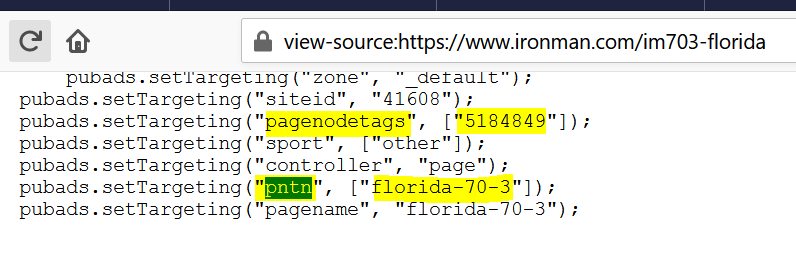 view-source:https://www.ironman.com/im703-florida
pubads.setTargeting("zone", "_default");
pubads.setTargeting("siteid", "41608");
pubads.setTargeting("pagenodetags", ["5184849"]);
pubads.setTargeting("sport", ["other"]);
pubads.setTargeting("controller", "page");
pubads.setTargeting("pntn", ["florida-70-3"]);
pubads.setTargeting("pagename", "florida-70-3");